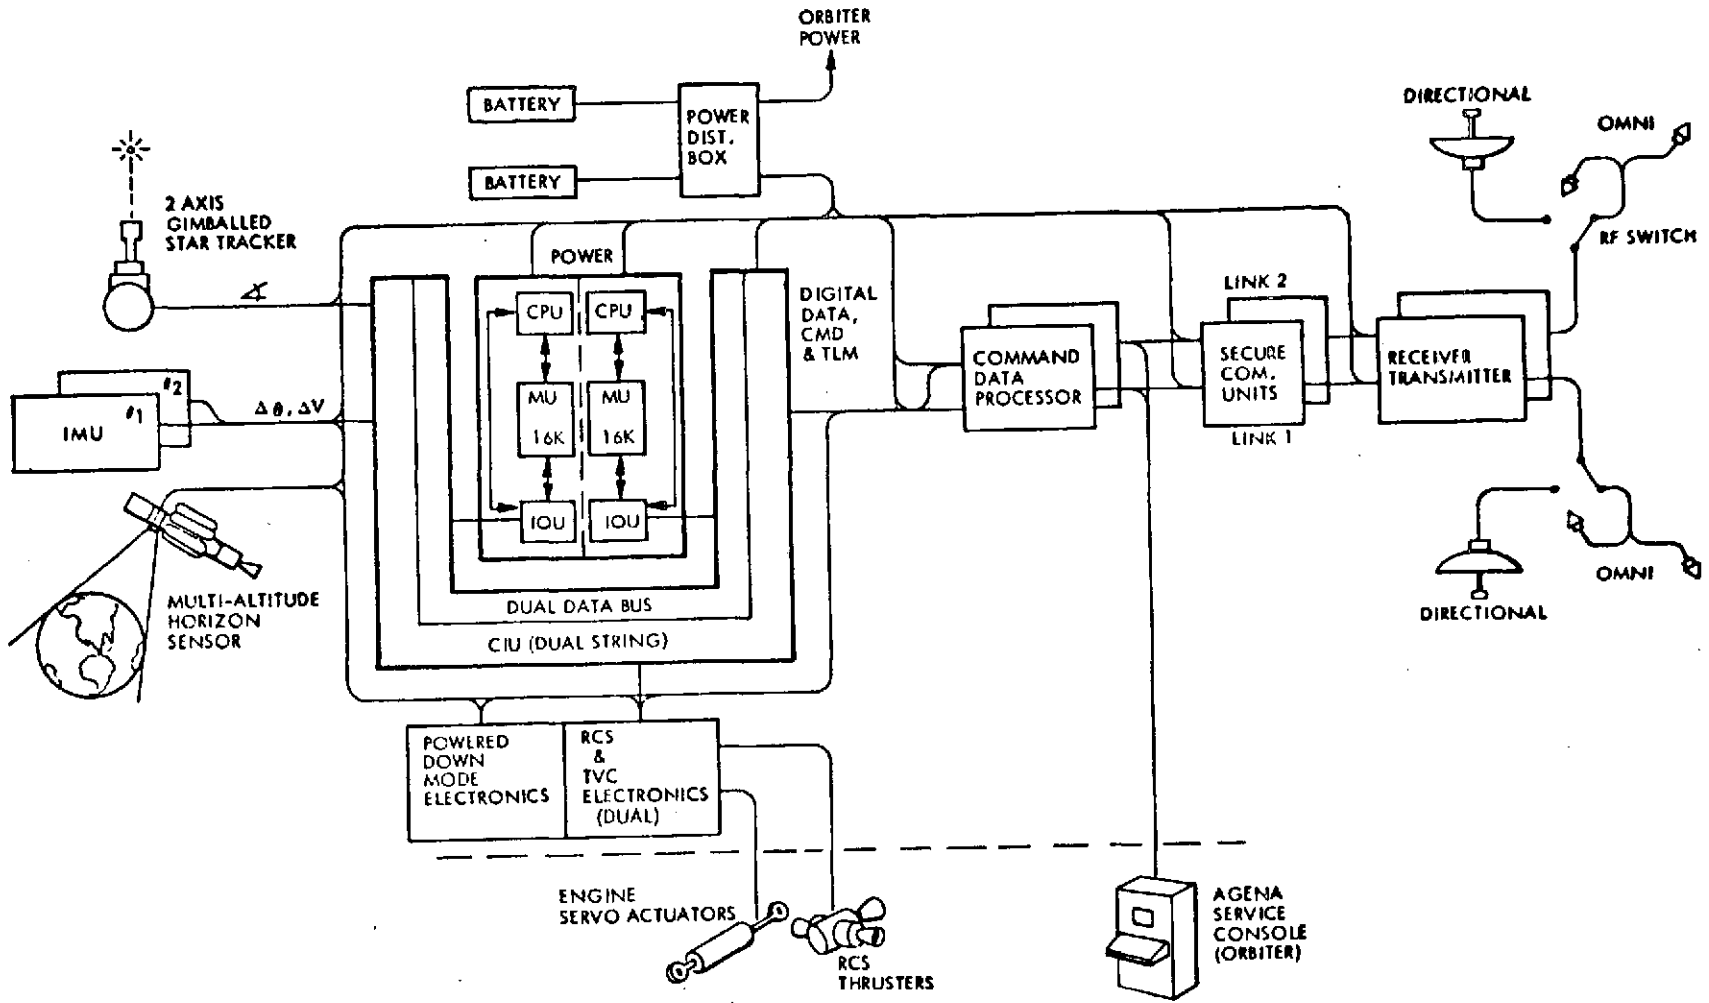 ORBITER
POWER
BATTERY
POWER
DIST.
BOX
BATTERY
DIRECTIONAL
OMNI
RF SWITCH
2 AXIS
GIMBALLED
STAR TRACKER
∡
POWER
CPU
CPU
MU
16K
MU
16K
IOU
IOU
DUAL DATA BUS
CIU (DUAL STRING)
DIGITAL
DATA,
CMD
& TLM
COMMAND
DATA
PROCESSOR
LINK 2
SECURE
COM.
UNITS
LINK 1
RECEIVER
TRANSMITTER
#2
#1
IMU
Δθ, ΔV
MULTI-ALTITUDE
HORIZON
SENSOR
OMNI
DIRECTIONAL
POWERED
DOWN
MODE
ELECTRONICS
RCS
&
TVC
ELECTRONICS
(DUAL)
ENGINE
SERVO ACTUATORS
RCS
THRUSTERS
AGENA
SERVICE
CONSOLE
(ORBITER)